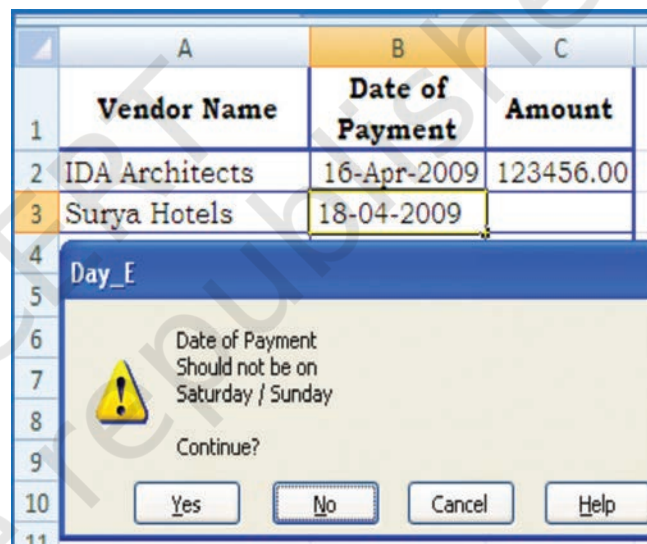 A B C
1 Vendor Name Date of Payment Amount
2 IDA Architects 16-Apr-2009 123456.00
3 Surya Hotels 18-04-2009
4
Day_E
5
6 Date of Payment
Should not be on
7 Saturday / Sunday
8
9 Continue?
10 Yes No Cancel Help
11
republishe